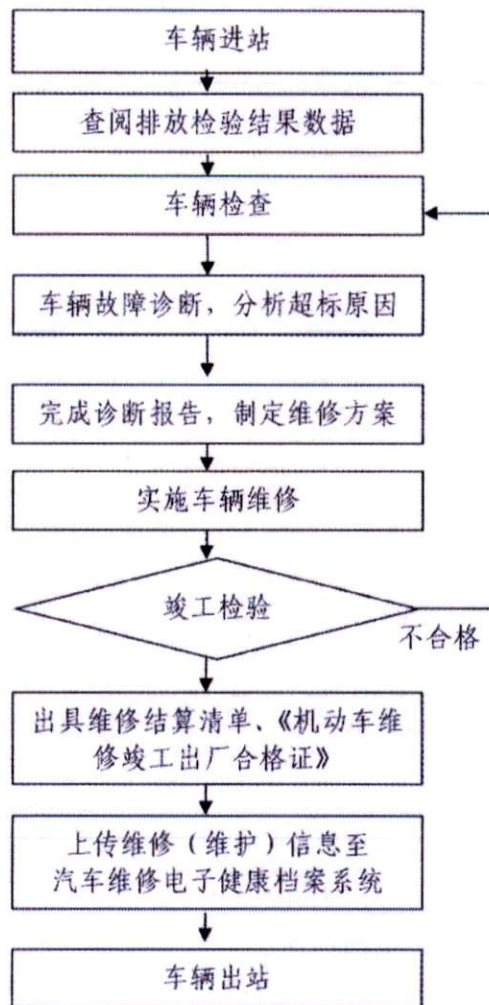 车辆进站
查阅排放检验结果数据
车辆检查
车辆故障诊断，分析超标原因
完成诊断报告，制定维修方案
实施车辆维修
竣工检验
不合格
出具维修结算清单、《机动车维
修竣工出厂合格证》
上传维修（维护）信息至
汽车维修电子健康档案系统
车辆出站